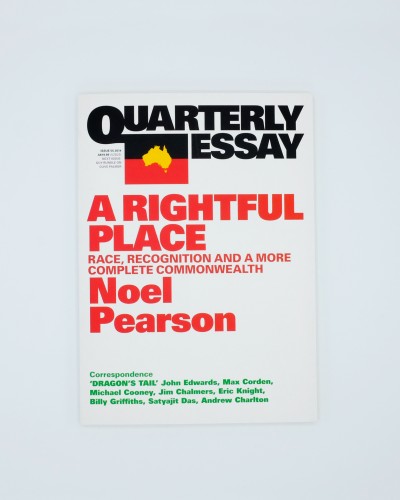 QUARTERLY
ESSAY
A RIGHTFUL
PLACE
RACE, RECOGNITION AND A MORE
COMPLETE COMMONWEALTH
Noel
Pearson
Correspondence
‘DRAGON'S TAIL’ John Edwards, Max Corden,
Michael Cooney, Jim Chalmers, Eric Knight,
Billy Griffiths, Satyajit Das, Andrew Charlton